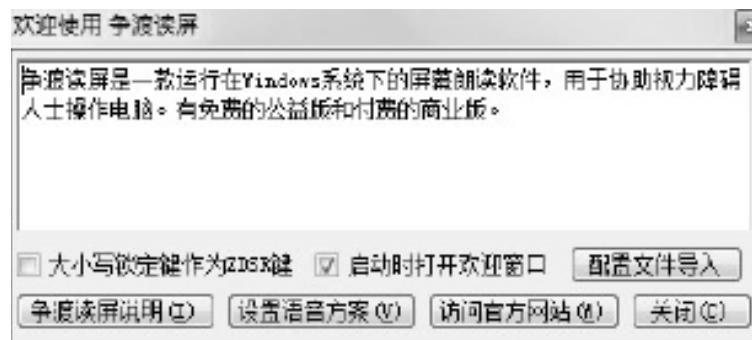 欢迎使用 争渡读屏
争渡读屏是一款运行在Windows系统下的屏幕朗读软件，用于协助视力障碍
人士操作电脑。有免费的公益版和付费的商业版。
大小写锁定键作为ZDSR键 启动时打开欢迎窗口 配置文件导入
争渡读屏说明(I) 设置语音方案(V) 访问官方网站(W) 关闭(C)